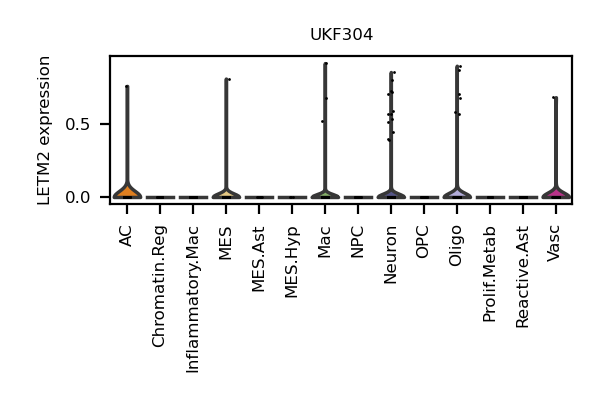 UKF304
LETM2 expression
0.5
0.0
AC
Chromatin.Reg
Inflammatory.Mac
MES
MES.Ast
MES.Hyp
Mac
NPC
Neuron
OPC
Oligo
Prolif.Metab
Reactive.Ast
Vasc